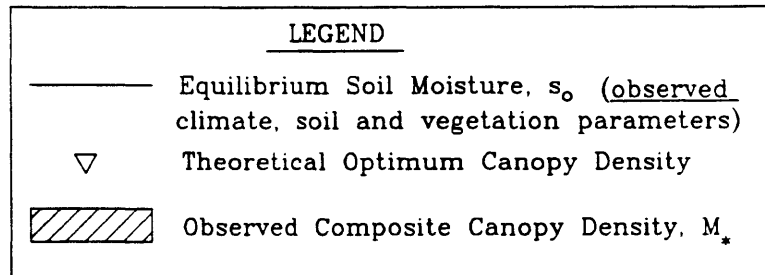 LEGEND
Equilibrium Soil Moisture, s₀ (observed
climate, soil and vegetation parameters)
Theoretical Optimum Canopy Density
Observed Composite Canopy Density, M*